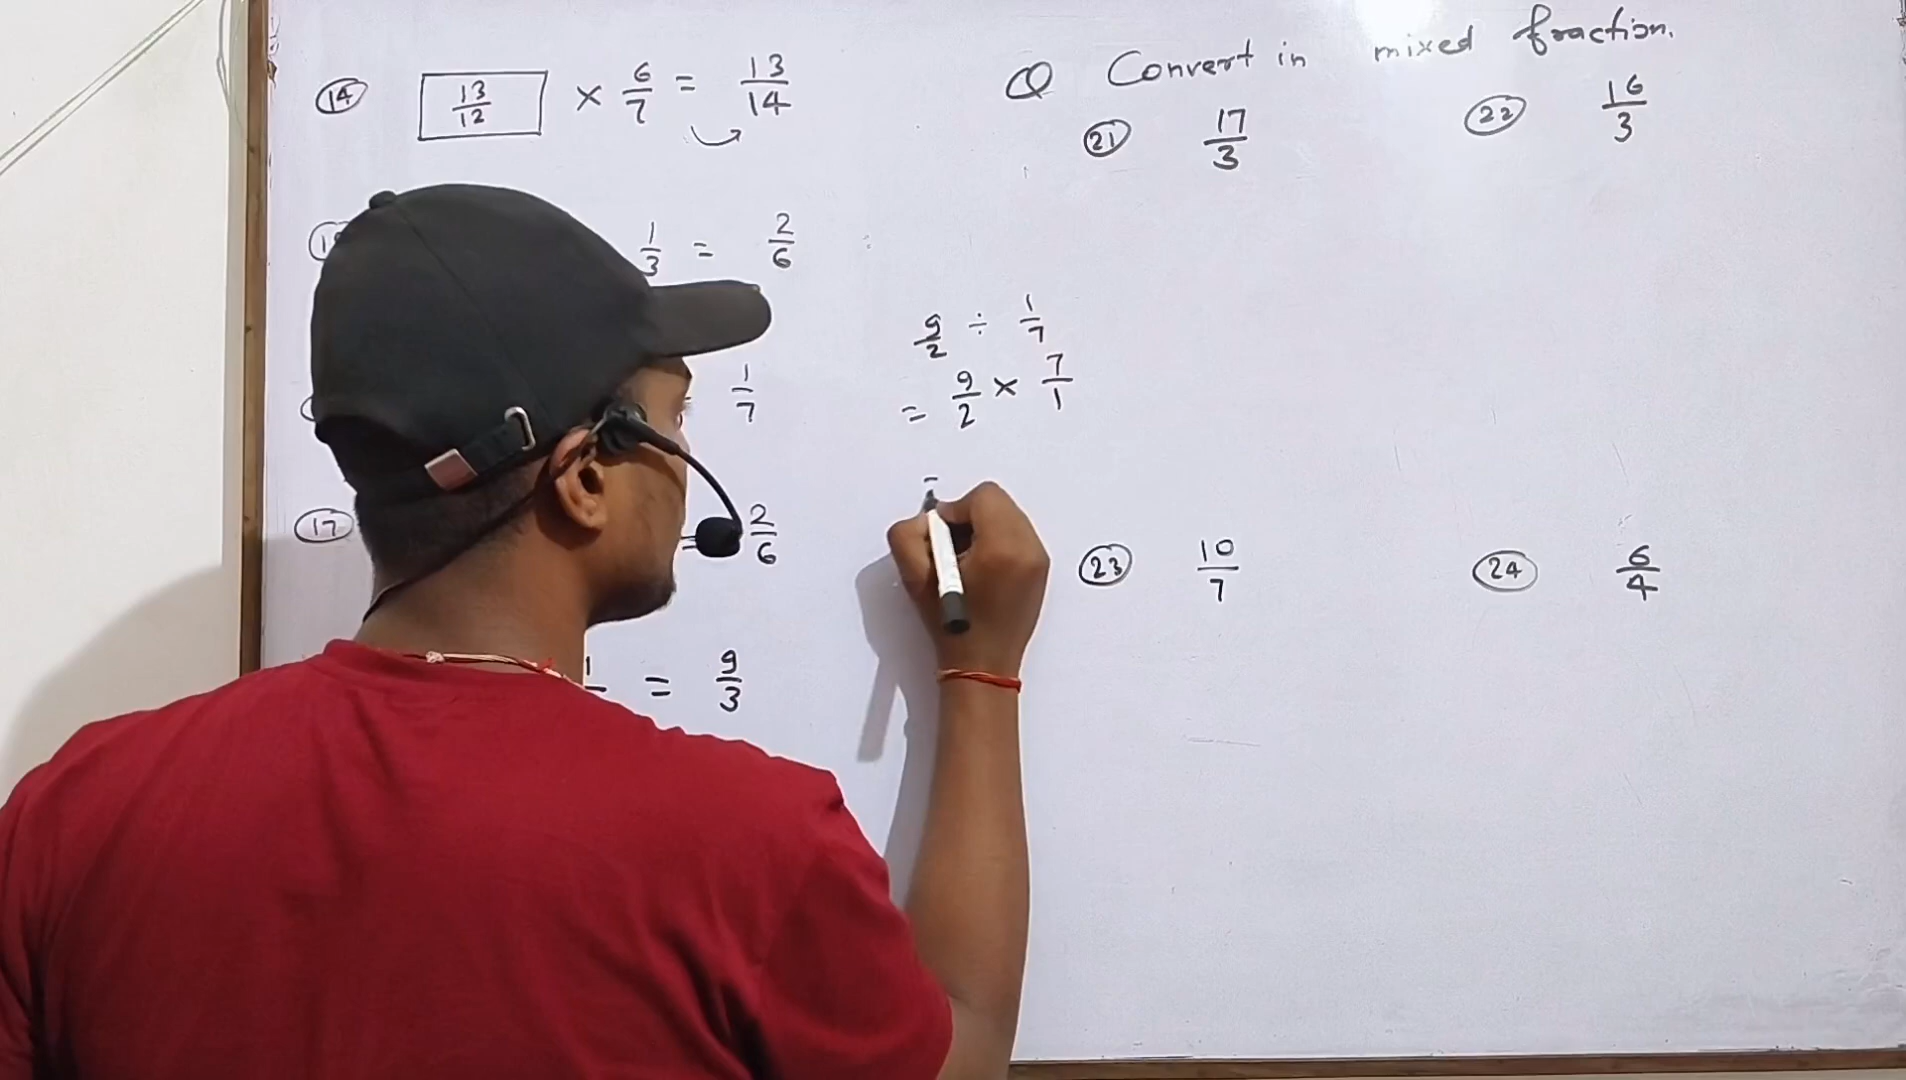 (14) 13/12 × 6/7 = 13/14
1/3 = 2/6
1/7
(17) = 2/6
= 9/3
9/2 ÷ 1/7
= 9/2 × 7/1
Q Convert in mixed fraction.
(21) 17/3 (22) 16/3
(23) 10/7 (24) 6/4